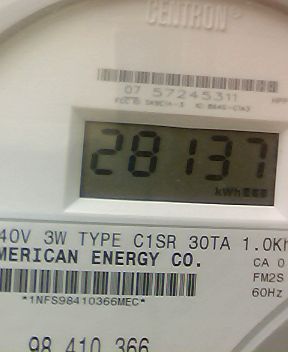 CENTRON®
07 57245311
28137
kWh
40V 3W TYPE C1SR 30TA 1.0Kh
MERICAN ENERGY CO.
CA 0
FM2S
60Hz
*1NFS98410366MEC*
98 410 366